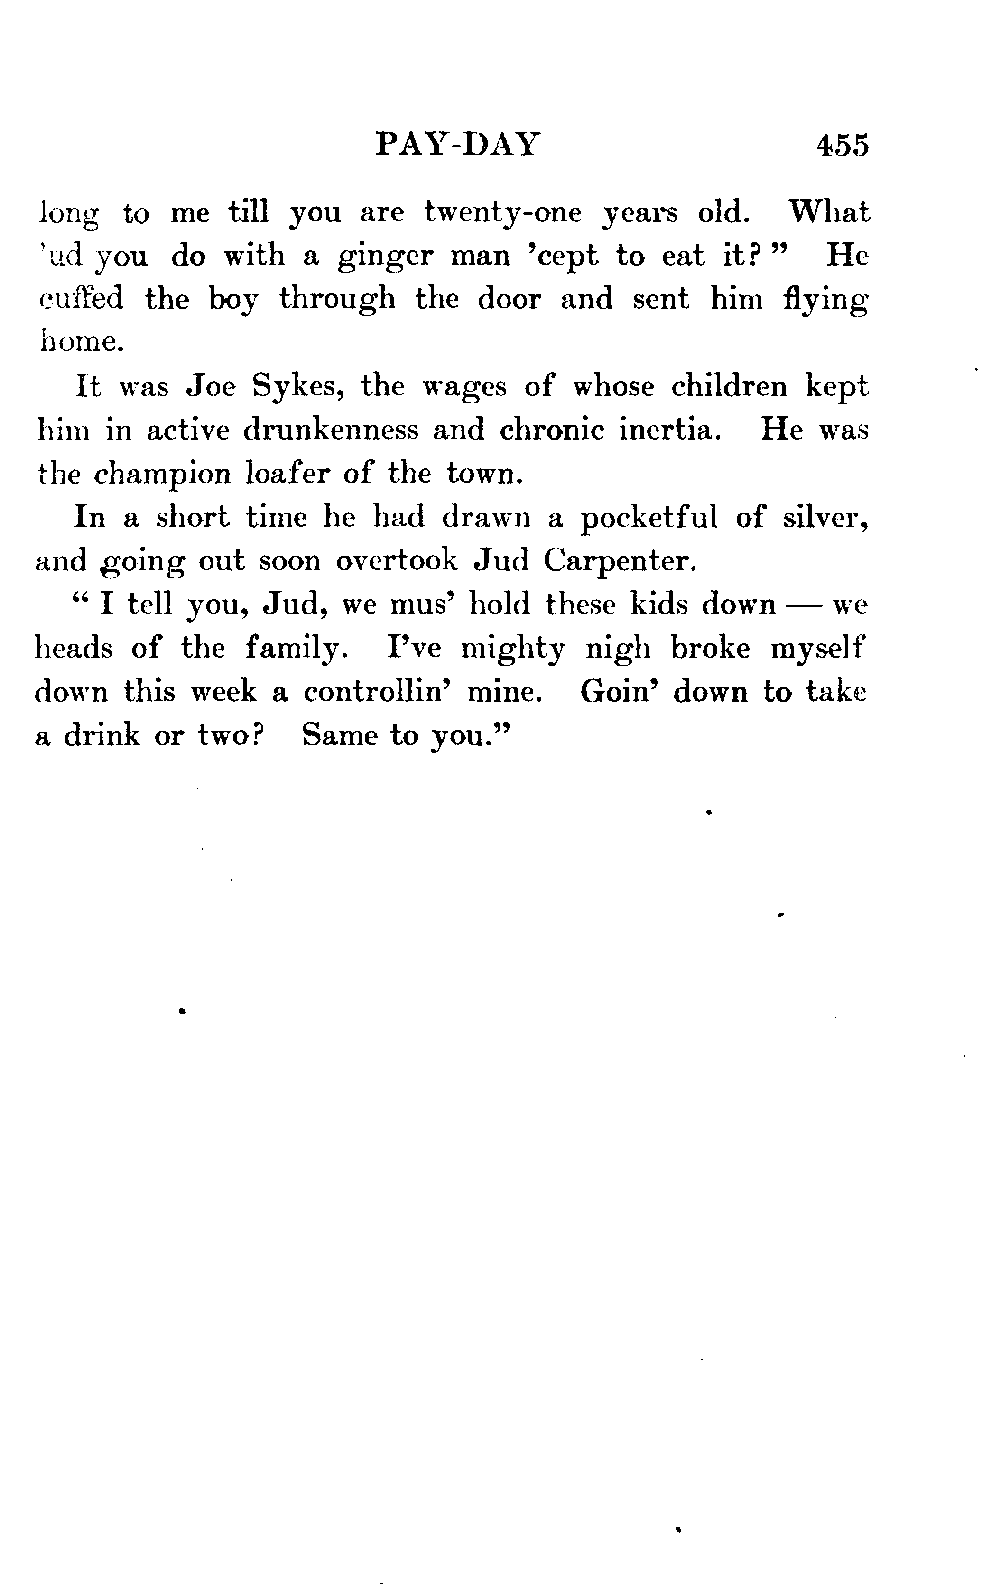 PAY-DAY 455
long to me till you are twenty-one years old. What
'ud you do with a ginger man 'cept to eat it?" He
cuffed the boy through the door and sent him flying
home.
It was Joe Sykes, the wages of whose children kept
him in active drunkenness and chronic inertia. He was
the champion loafer of the town.
In a short time he had drawn a pocketful of silver,
and going out soon overtook Jud Carpenter.
" I tell you, Jud, we mus' hold these kids down — we
heads of the family. I've mighty nigh broke myself
down this week a controllin' mine. Goin' down to take
a drink or two? Same to you."